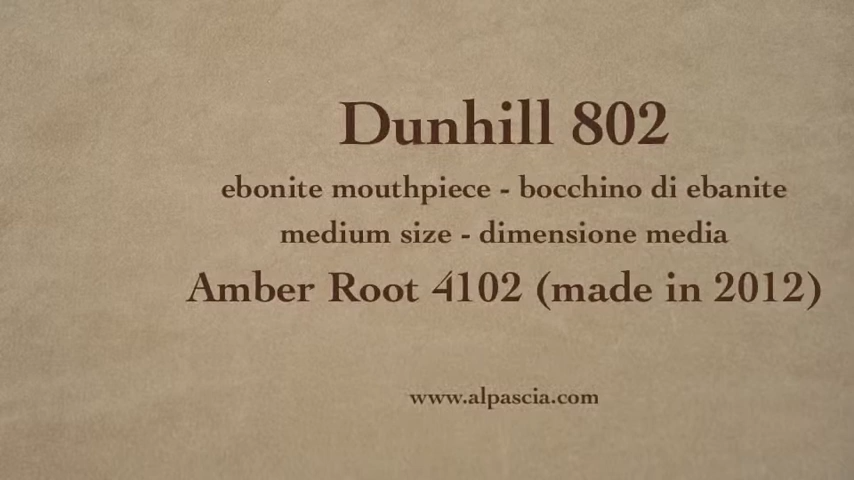 Dunhill 802
ebonite mouthpiece - bocchino di ebanite
medium size - dimensione media
Amber Root 4102 (made in 2012)
www.alpascia.com